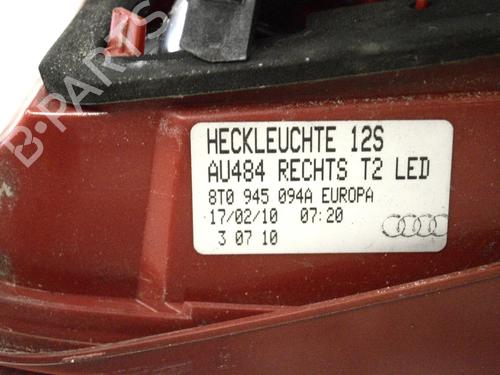 B-PARTS
HECKLEUCHTE 12S
AU484 RECHTS T2 LED
8T0 945 094A EUROPA
17/02/10 07:20
3 07 10